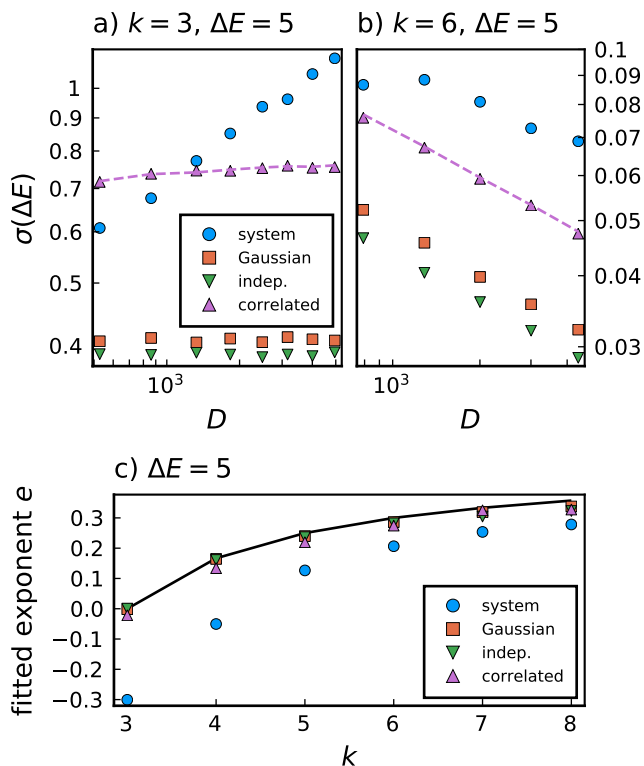 a) k = 3, ΔE = 5
b) k = 6, ΔE = 5
σ(ΔE)
1
0.9
0.8
0.7
0.6
0.5
0.4
10³
D
system
Gaussian
indep.
correlated
0.1
0.09
0.08
0.07
0.06
0.05
0.04
0.03
10³
D
c) ΔE = 5
fitted exponent e
0.3
0.2
0.1
0.0
−0.1
−0.2
−0.3
3 4 5 6 7 8
k
system
Gaussian
indep.
correlated